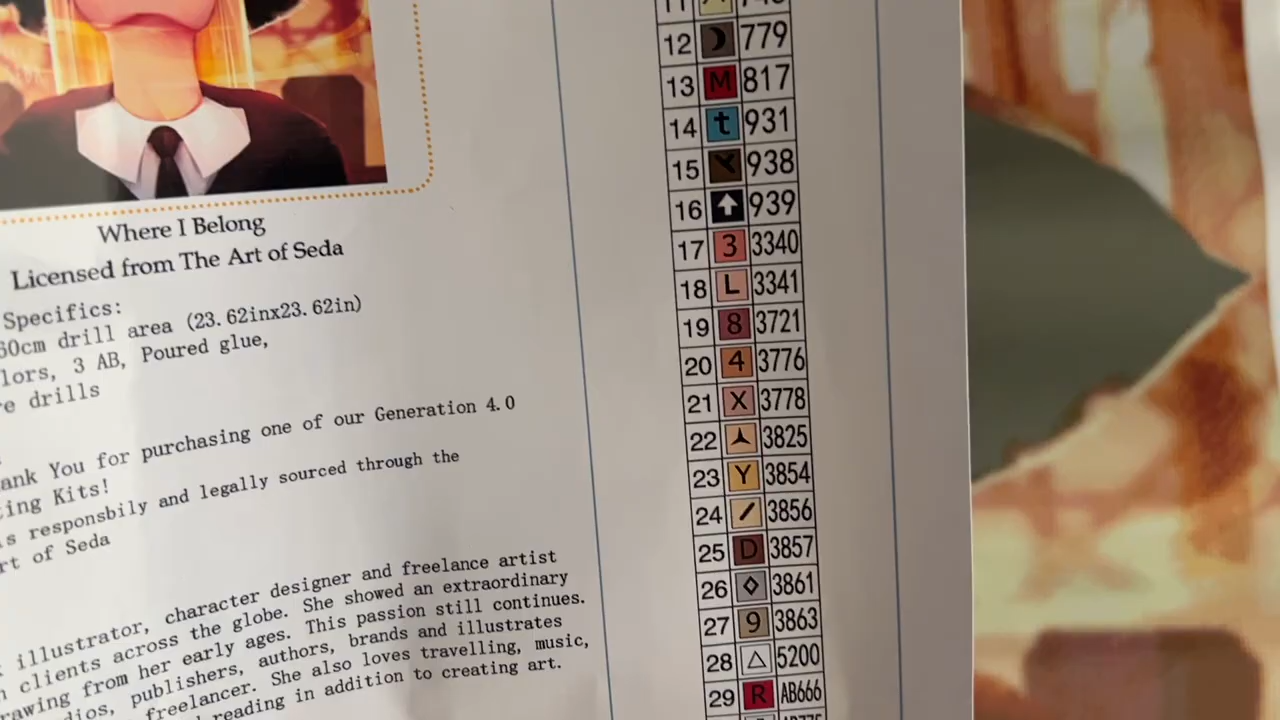 Where I Belong
Licensed from The Art of Seda
Specifics:
60cm drill area (23.62inx23.62in)
lors, 3 AB, Poured glue,
e drills
ank You for purchasing one of our Generation 4.0
ting Kits!
is responsbily and legally sourced through the
rt of Seda
illustrator, character designer and freelance artist
clients across the globe. She showed an extraordinary
rawing from her early ages. This passion still continues.
dios, publishers, authors, brands and illustrates
freelancer. She also loves travelling, music,
reading in addition to creating art.
11
12 779
13 M 817
14 t 931
15 938
16 939
17 3 3340
18 L 3341
19 8 3721
20 4 3776
21 X 3778
22 3825
23 Y 3854
24 3856
25 D 3857
26 3861
27 9 3863
28 5200
29 R AB666